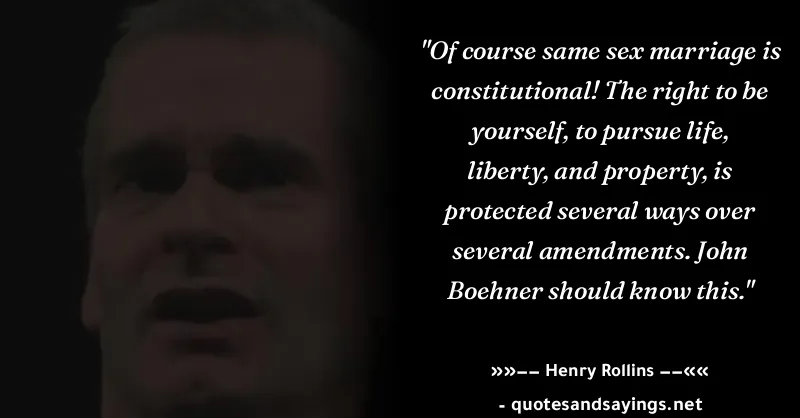 "Of course same sex marriage is
constitutional! The right to be
yourself, to pursue life,
liberty, and property, is
protected several ways over
several amendments. John
Boehner should know this."
»»−− Henry Rollins −−««
- quotesandsayings.net